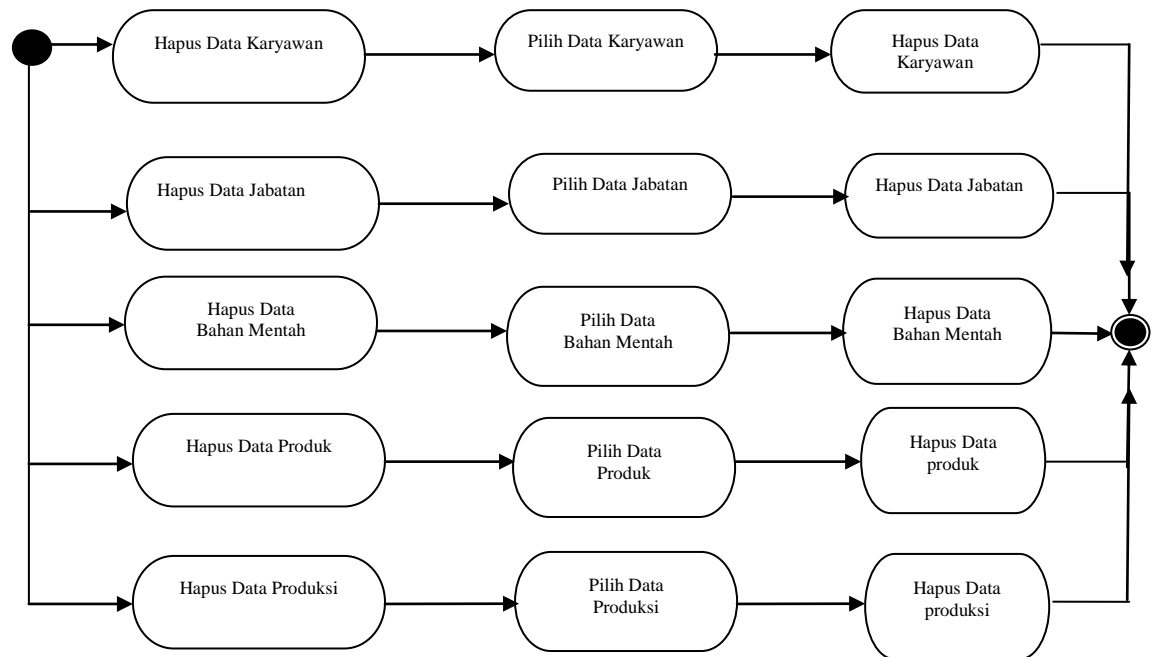 Hapus Data Karyawan
Pilih Data Karyawan
Hapus Data
Karyawan
Hapus Data Jabatan
Pilih Data Jabatan
Hapus Data Jabatan
Hapus Data
Bahan Mentah
Pilih Data
Bahan Mentah
Hapus Data
Bahan Mentah
Hapus Data Produk
Pilih Data
Produk
Hapus Data
produk
Hapus Data Produksi
Pilih Data
Produksi
Hapus Data
produksi